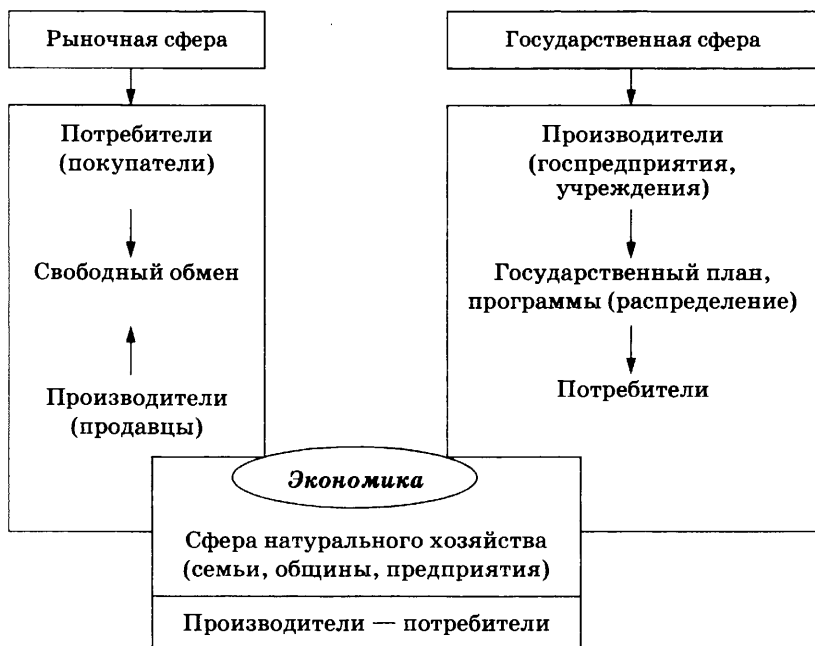 Рыночная сфера
Потребители
(покупатели)
Свободный обмен
Производители
(продавцы)
Государственная сфера
Производители
(госпредприятия,
учреждения)
Государственный план,
программы (распределение)
Потребители
Экономика
Сфера натурального хозяйства
(семьи, общины, предприятия)
Производители — потребители